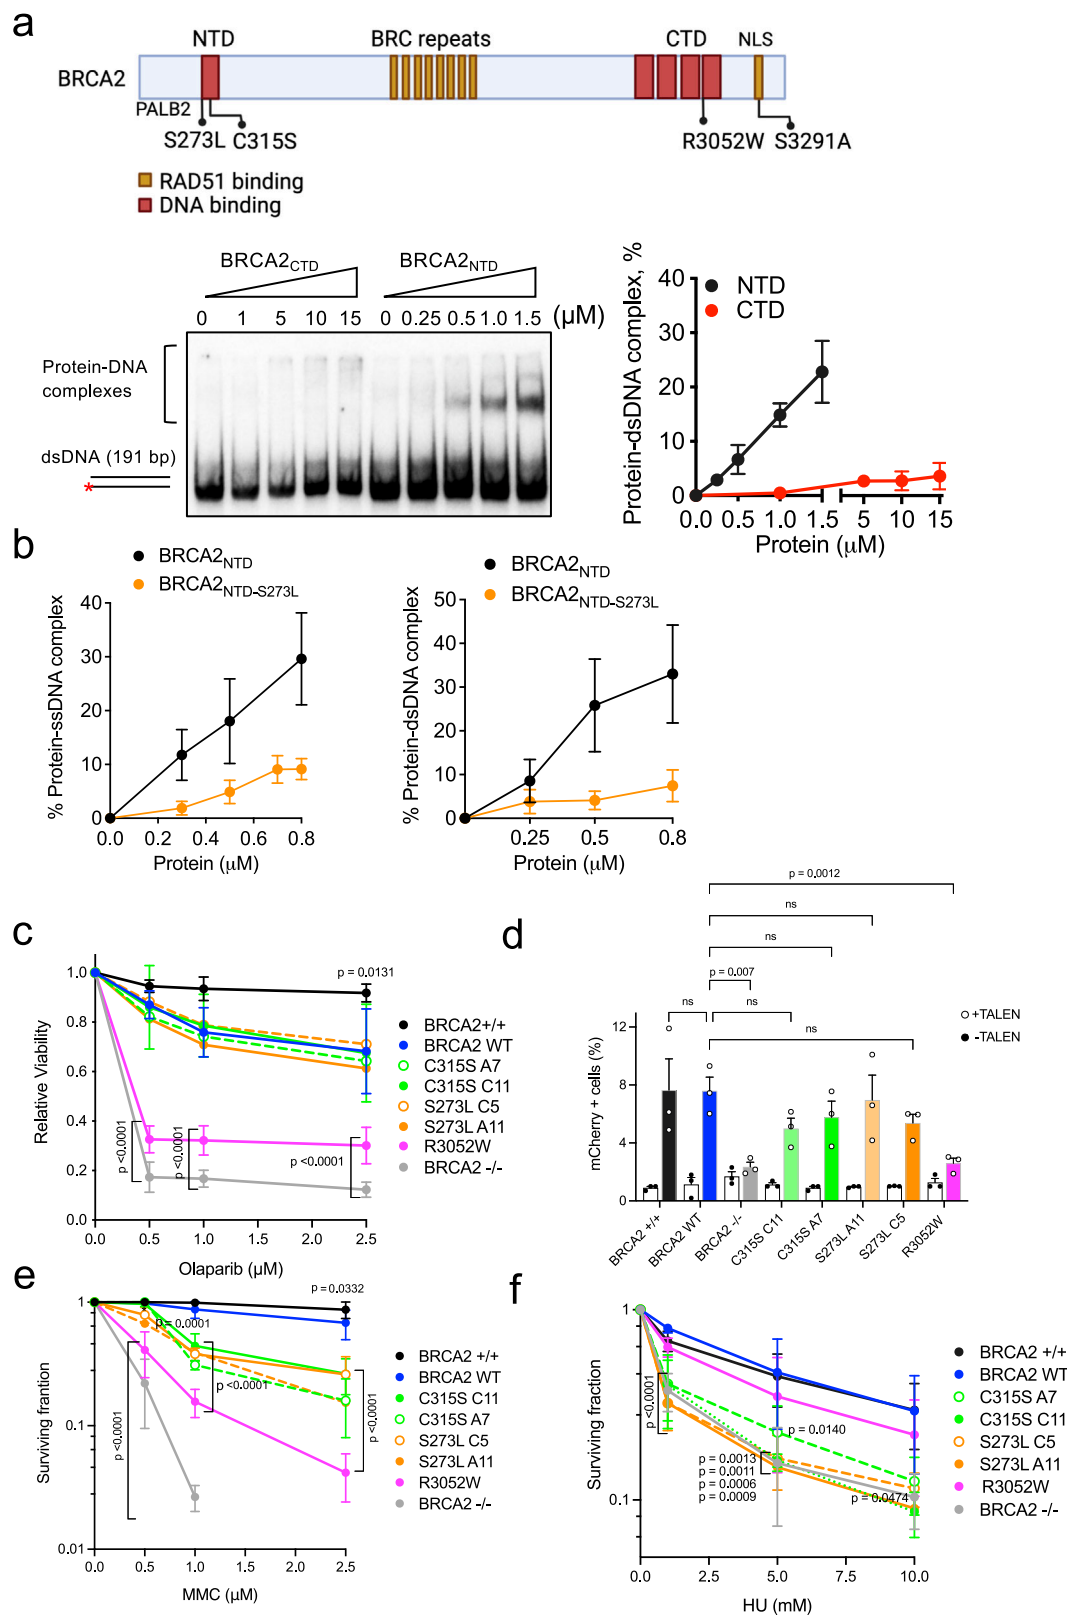 a
NTD
BRC repeats
CTD
NLS
BRCA2
PALB2
S273L
C315S
R3052W
S3291A
RAD51 binding
DNA binding
BRCA2CTD
BRCA2NTD
0 1 5 10 15 0 0.25 0.5 1.0 1.5 (μM)
Protein-DNA
complexes
dsDNA (191 bp)
*
Protein-dsDNA complex, %
NTD
CTD
40
30
20
10
0
0.5 1.0 1.5 5 10 15
Protein (μM)
b
BRCA2NTD
BRCA2NTD-S273L
% Protein-ssDNA complex
40
30
20
10
0
0.0 0.2 0.4 0.6 0.8
Protein (μM)
BRCA2NTD
BRCA2NTD-S273L
% Protein-dsDNA complex
50
40
30
20
10
0
0.25 0.5 0.8
Protein (μM)
c
Relative Viability
1.0
0.8
0.6
0.4
0.2
0.0
0.0 0.5 1.0 1.5 2.0 2.5
Olaparib (μM)
p = 0.0131
p <0.0001
p <0.0001
p <0.0001
BRCA2+/+
BRCA2 WT
C315S A7
C315S C11
S273L C5
S273L A11
R3052W
BRCA2 -/-
d
p = 0.0012
ns
ns
p = 0.007
ns
ns
ns
+TALEN
-TALEN
mCherry + cells (%)
12
8
4
0
BRCA2 +/+
BRCA2 WT
BRCA2 -/-
C315S C11
C315S A7
S273L A11
S273L C5
R3052W
e
Surviving fraction
1
0.1
0.01
0.0 0.5 1.0 1.5 2.0 2.5
MMC (μM)
p = 0.0332
p = 0.0001
p <0.0001
p <0.0001
p <0.0001
BRCA2 +/+
BRCA2 WT
C315S C11
C315S A7
S273L C5
S273L A11
R3052W
BRCA2 -/-
f
Surviving fraction
1
0.1
0.0 2.5 5.0 7.5 10.0
HU (mM)
p <0.0001
p = 0.0140
p = 0.0013
p = 0.0011
p = 0.0006
p = 0.0009
p = 0.0474
BRCA2 +/+
BRCA2 WT
C315S A7
C315S C11
S273L C5
S273L A11
R3052W
BRCA2 -/-